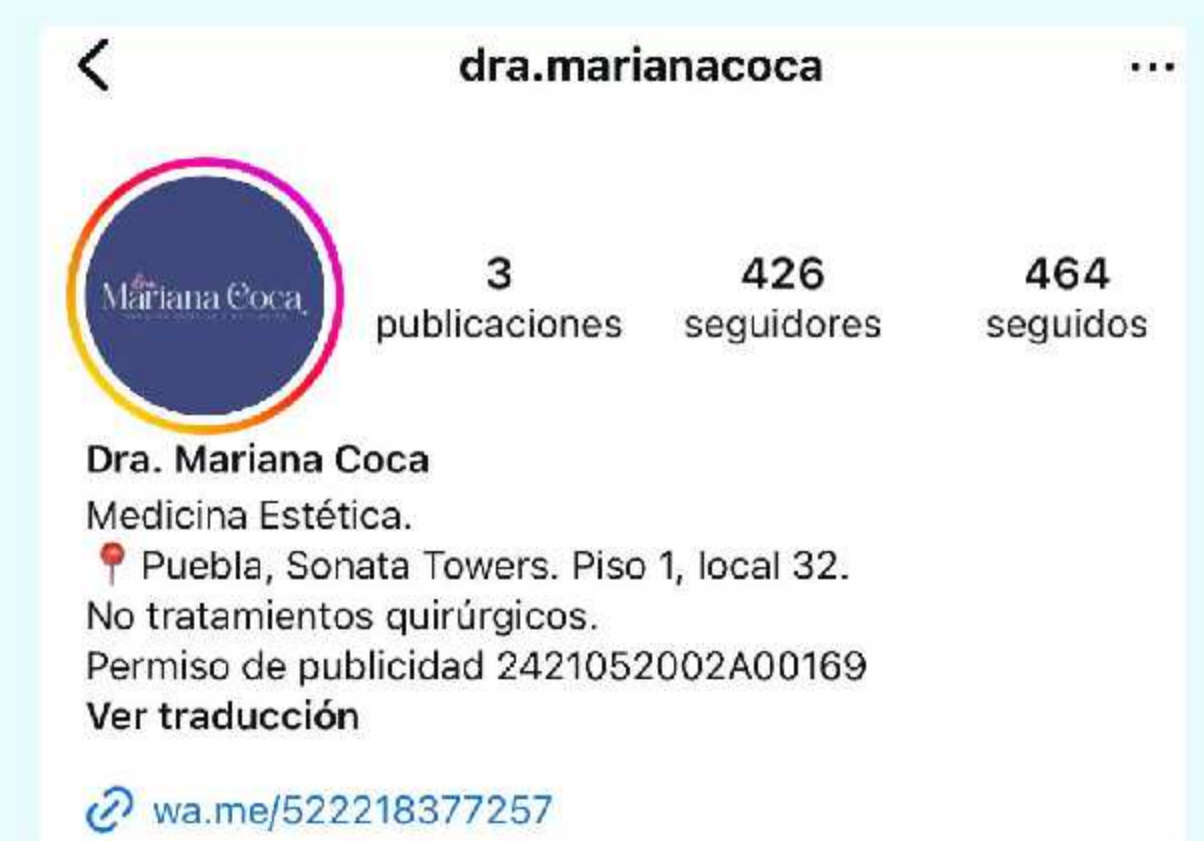 dra.marianacoca
dra.
Mariana Coca
3
publicaciones
426
seguidores
464
seguidos
Dra. Mariana Coca
Medicina Estética.
Puebla, Sonata Towers. Piso 1, local 32.
No tratamientos quirúrgicos.
Permiso de publicidad 2421052002A00169
Ver traducción
wa.me/522218377257